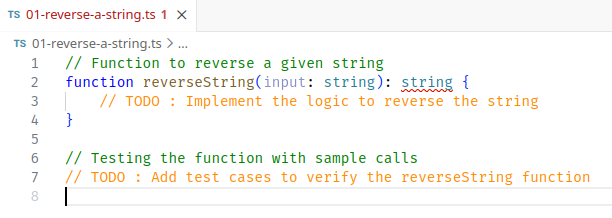 TS 01-reverse-a-string.ts 1 ×
TS 01-reverse-a-string.ts > ...
1 // Function to reverse a given string
2 function reverseString(input: string): string {
3 // TODO : Implement the logic to reverse the string
4 }
5
6 // Testing the function with sample calls
7 // TODO : Add test cases to verify the reverseString function
8